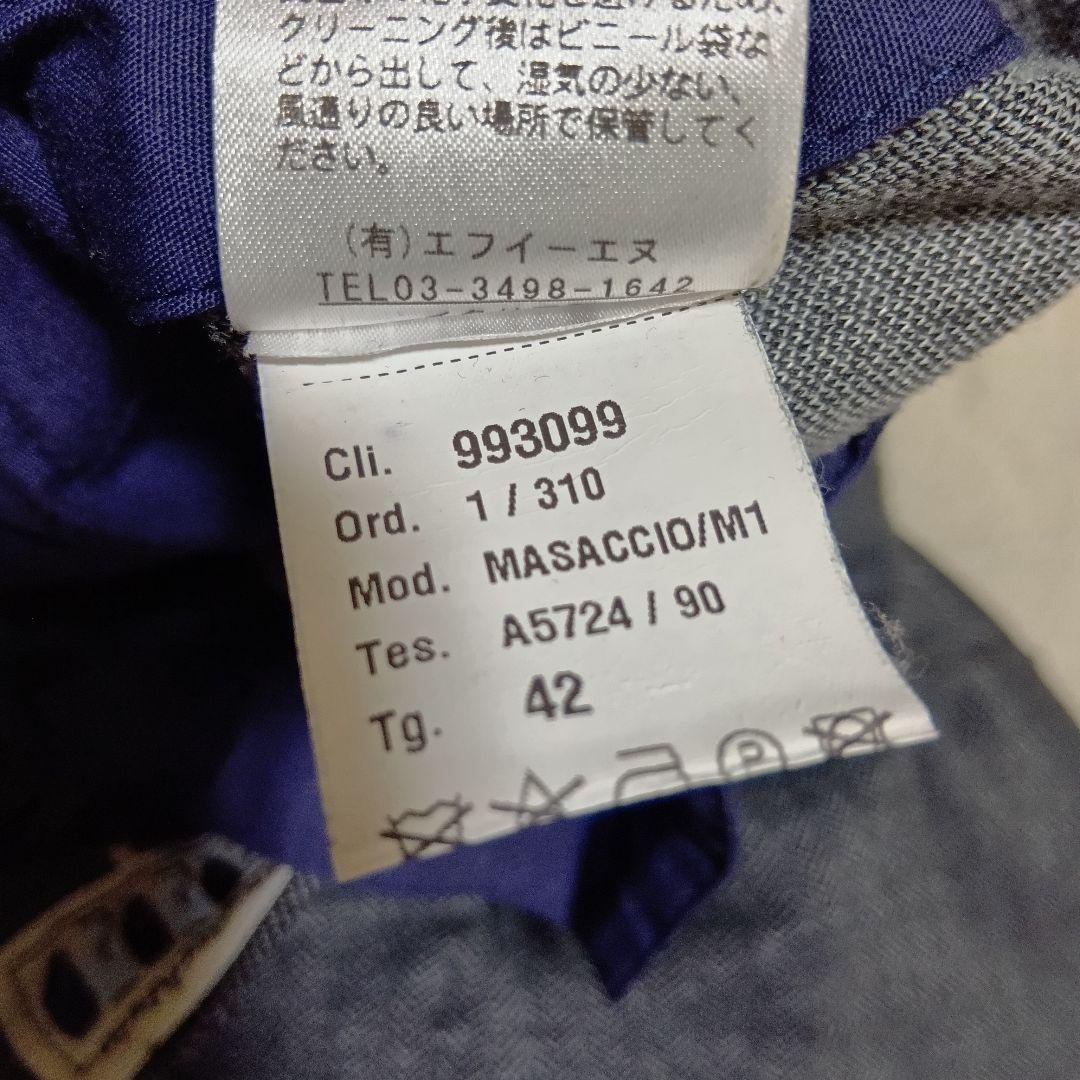 クリーニング後はビニール袋な
どから出して、湿気の少ない、
風通りの良い場所で保管してく
ださい。
(有)エフイーエヌ
TEL03-3498-1642
Cli. 993099
Ord. 1 / 310
Mod. MASACCIO/M1
Tes. A5724 / 90
Tg. 42
P